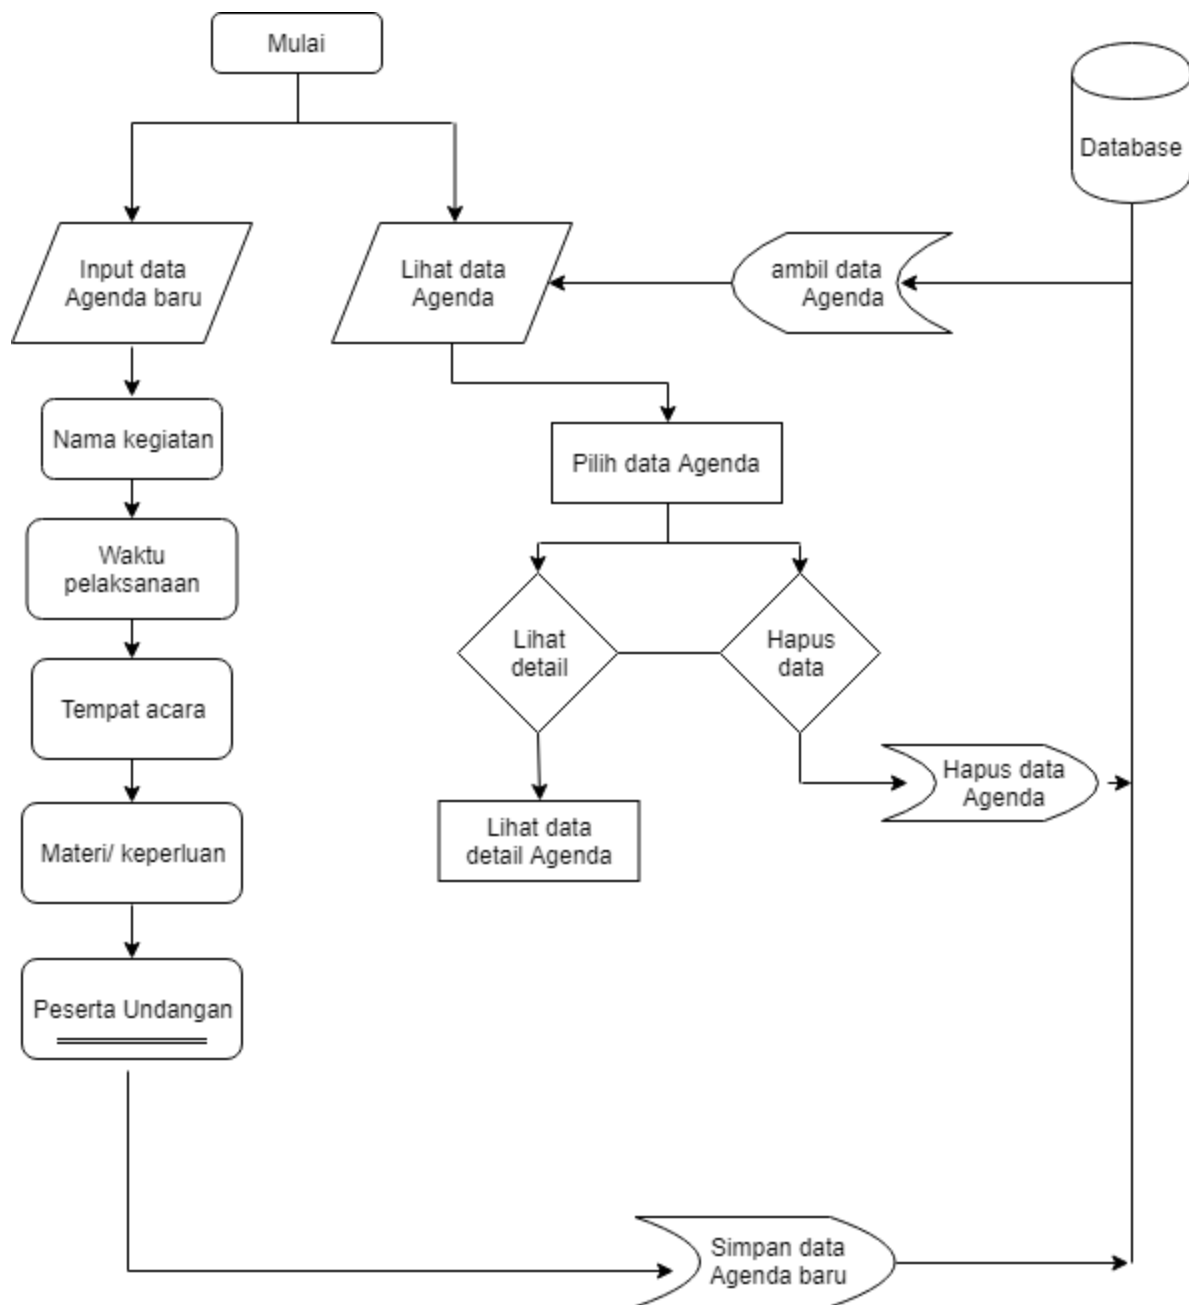 Mulai
Database
Input data
Agenda baru
Lihat data
Agenda
ambil data
Agenda
Nama kegiatan
Pilih data Agenda
Waktu
pelaksanaan
Lihat
detail
Hapus
data
Tempat acara
Hapus data
Agenda
Materi/ keperluan
Lihat data
detail Agenda
Peserta Undangan
Simpan data
Agenda baru